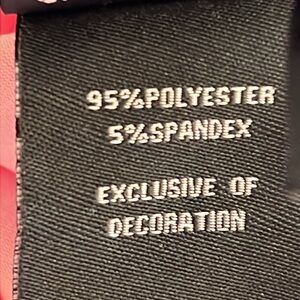 95%POLYESTER
5%SPANDEX
EXCLUSIVE OF
DECORATION